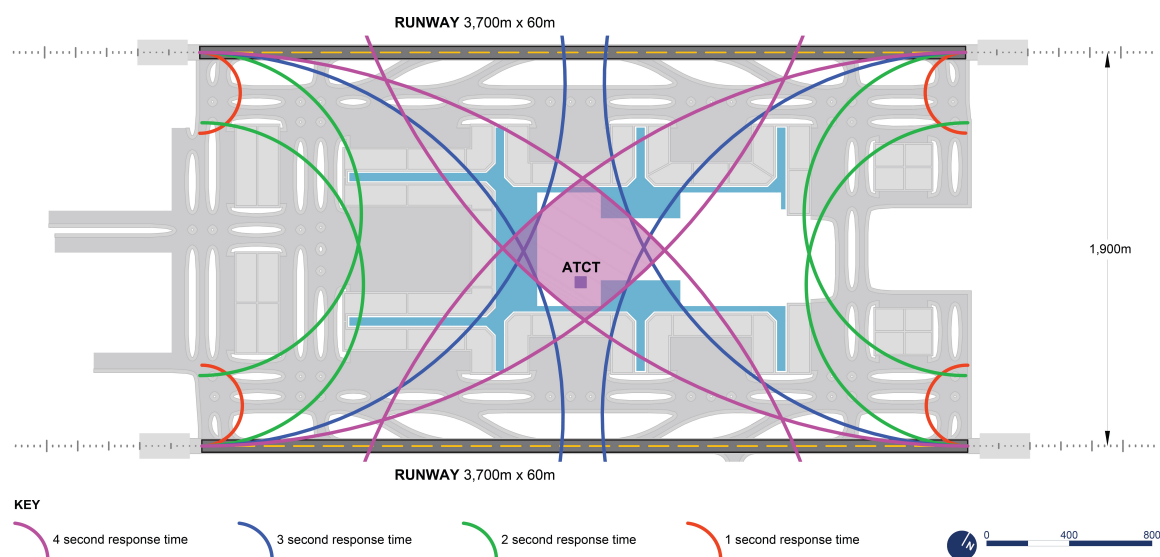 RUNWAY 3,700m x 60m
1,900m
ATCT
RUNWAY 3,700m x 60m
KEY
4 second response time
3 second response time
2 second response time
1 second response time
N
0 400 800